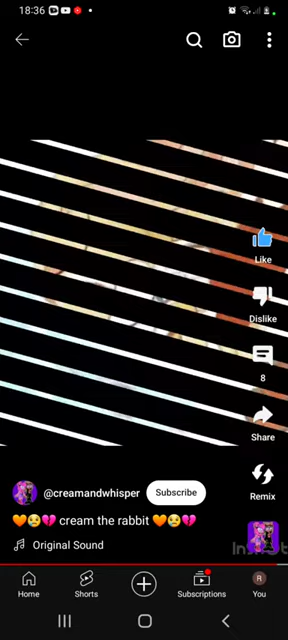 18:36
Like
Dislike
8
Share
@creamandwhisper
Subscribe
Remix
🧡😢💔 cream the rabbit 🧡😢💔
Original Sound
Home
Shorts
Subscriptions
R
You